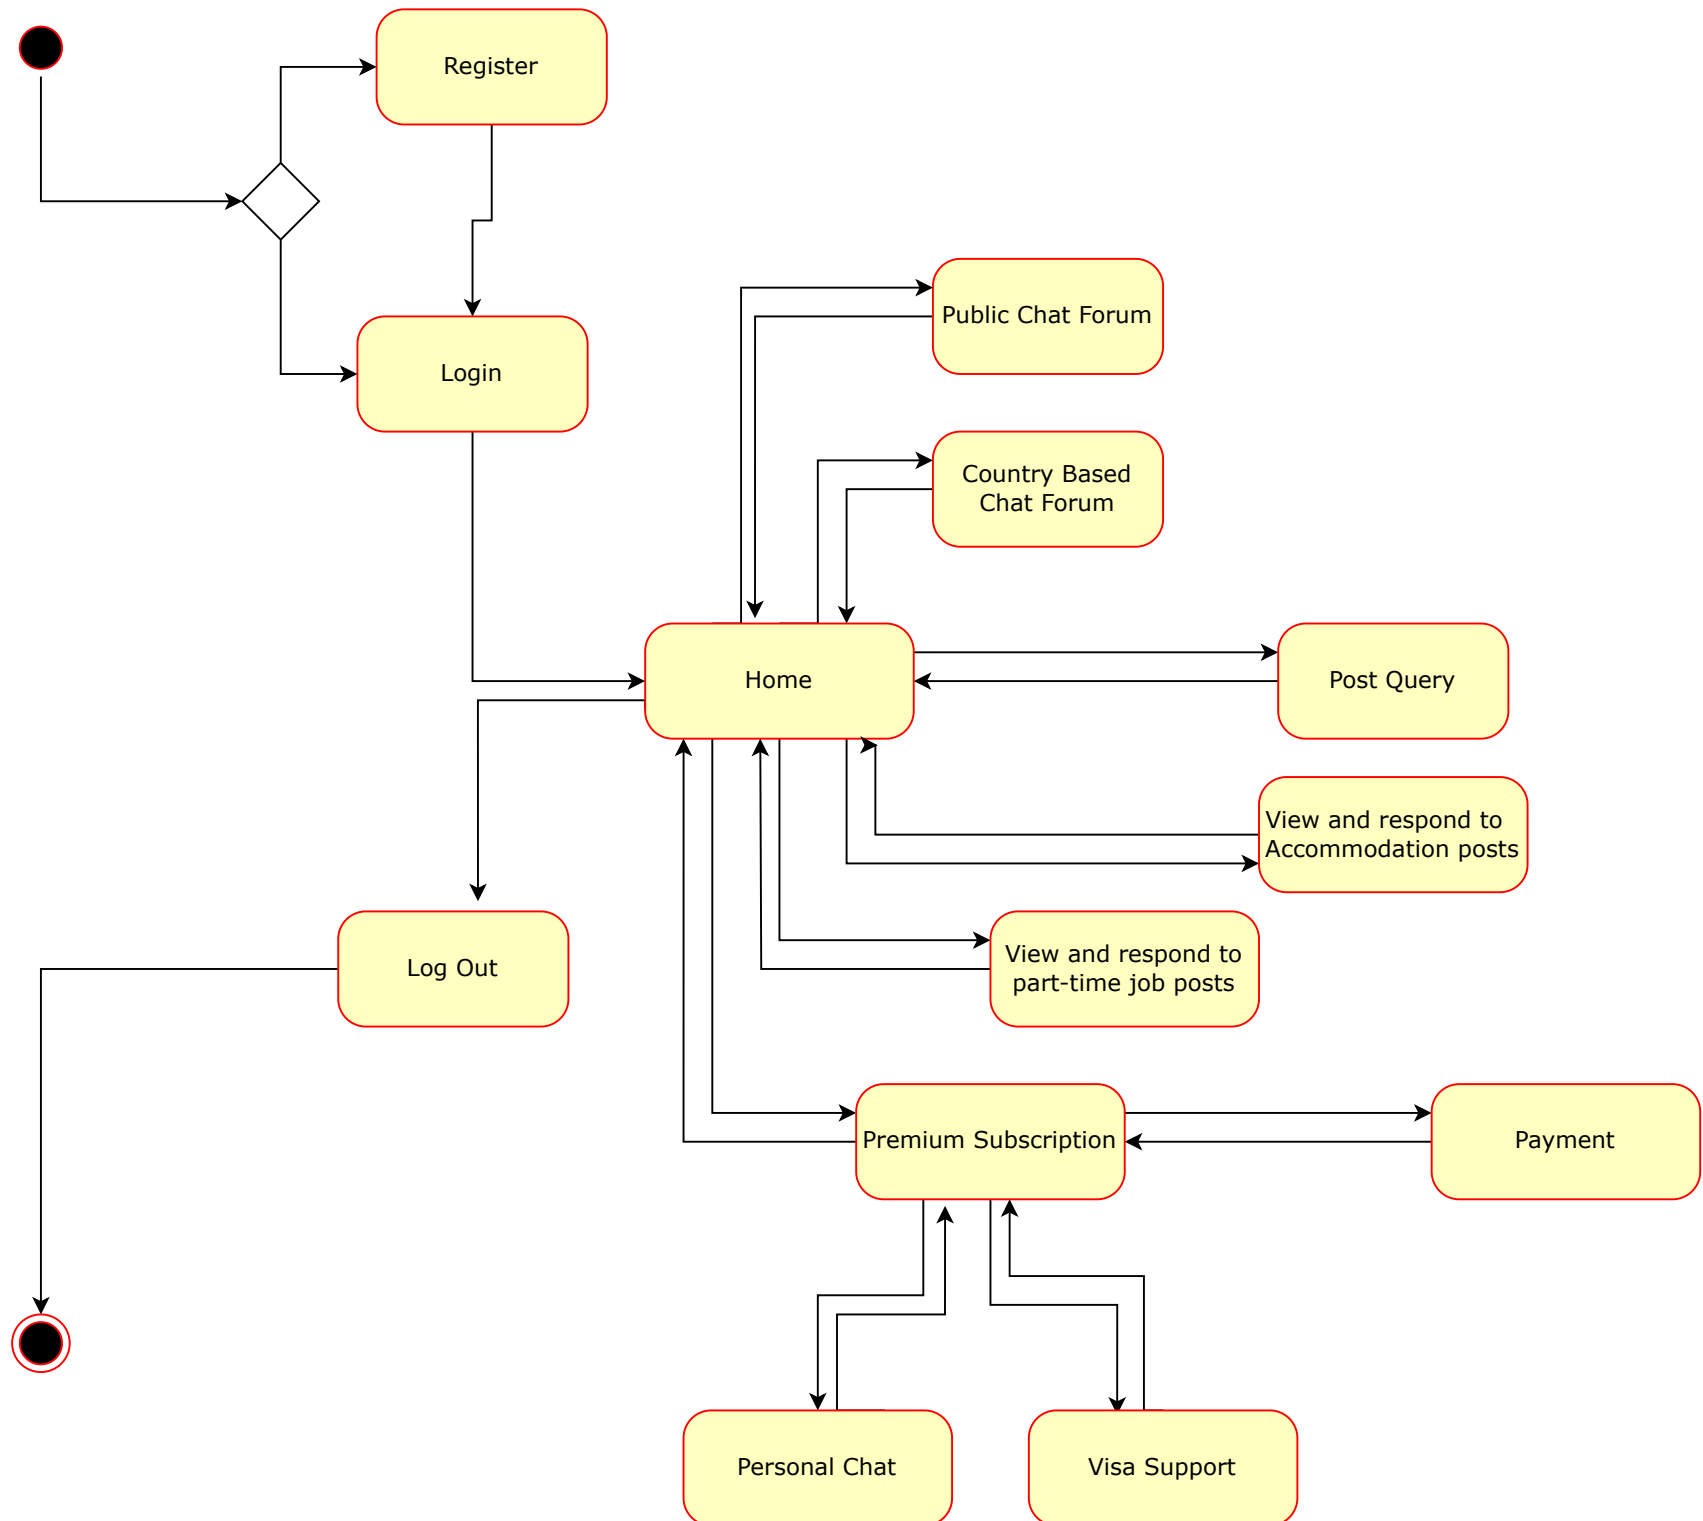 Register
Login
Public Chat Forum
Country Based
Chat Forum
Home
Post Query
View and respond to
Accommodation posts
Log Out
View and respond to
part-time job posts
Premium Subscription
Payment
Personal Chat
Visa Support